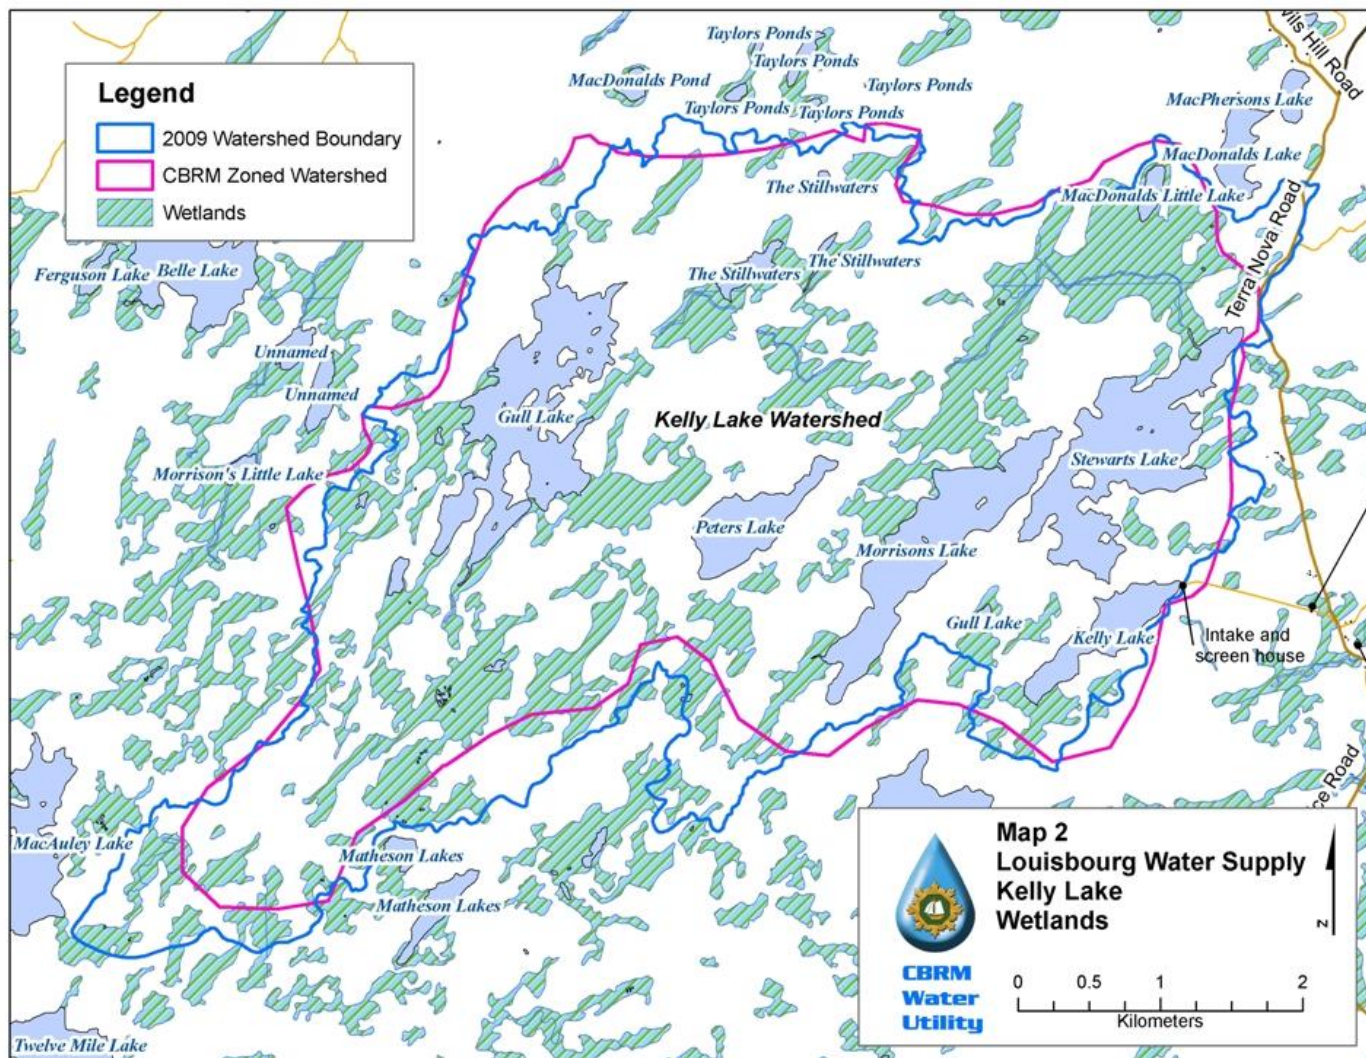 Legend
2009 Watershed Boundary
CBRM Zoned Watershed
Wetlands
Taylors Ponds
Taylors Ponds
MacDonalds Pond
Taylors Ponds
Taylors Ponds
Taylors Ponds
Hill Road
MacPhersons Lake
MacDonalds Lake
The Stillwaters
MacDonalds Little Lake
Terra Nova Road
Ferguson Lake
Belle Lake
The Stillwaters
The Stillwaters
Unnamed
Unnamed
Gull Lake
Kelly Lake Watershed
Morrison's Little Lake
Stewarts Lake
Peters Lake
Morrisons Lake
Gull Lake
Kelly Lake
Intake and
screen house
Road
MacAuley Lake
Matheson Lakes
Matheson Lakes
Twelve Mile Lake
Map 2
Louisbourg Water Supply
Kelly Lake
Wetlands
N
CBRM
Water
Utility
0 0.5 1 2
Kilometers